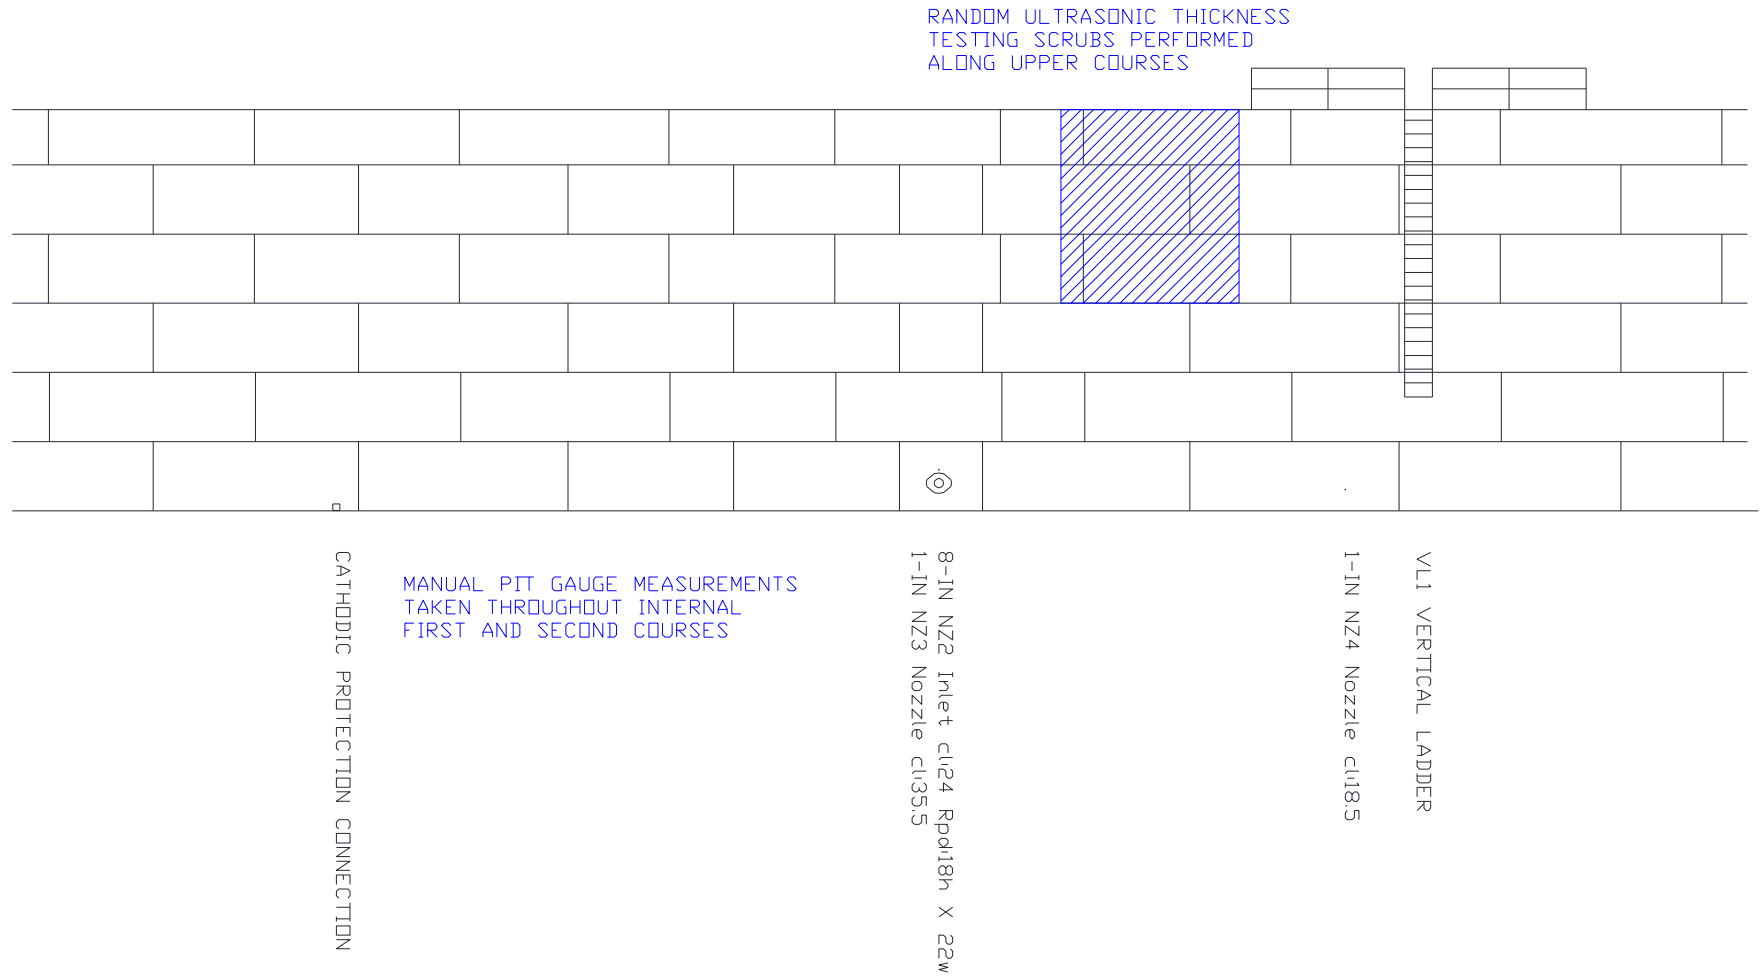 RANDOM ULTRASONIC THICKNESS
TESTING SCRUBS PERFORMED
ALONG UPPER COURSES
MANUAL PIT GAUGE MEASUREMENTS
TAKEN THROUGHOUT INTERNAL
FIRST AND SECOND COURSES
CATHODIC PROTECTION CONNECTION
8-IN NZ2 Inlet cl:24 Rpd:18h X 22w
1-IN NZ3 Nozzle cl:35.5
1-IN NZ4 Nozzle cl:18.5
VL1 VERTICAL LADDER